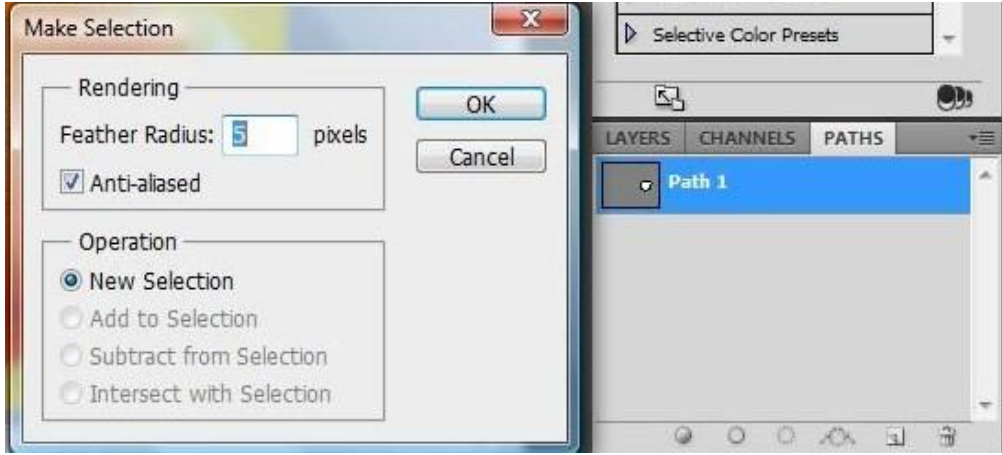 Make Selection
Rendering
Feather Radius: 5 pixels
Anti-aliased
OK
Cancel
Operation
New Selection
Add to Selection
Subtract from Selection
Intersect with Selection
Selective Color Presets
LAYERS CHANNELS PATHS
Path 1